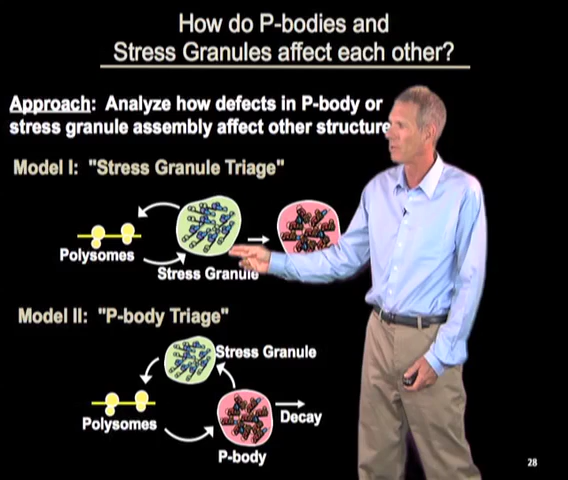 How do P-bodies and
Stress Granules affect each other?
Approach: Analyze how defects in P-body or
stress granule assembly affect other structure
Model I: "Stress Granule Triage"
Polysomes
Stress Granule
Model II: "P-body Triage"
Stress Granule
Polysomes
Decay
P-body
28